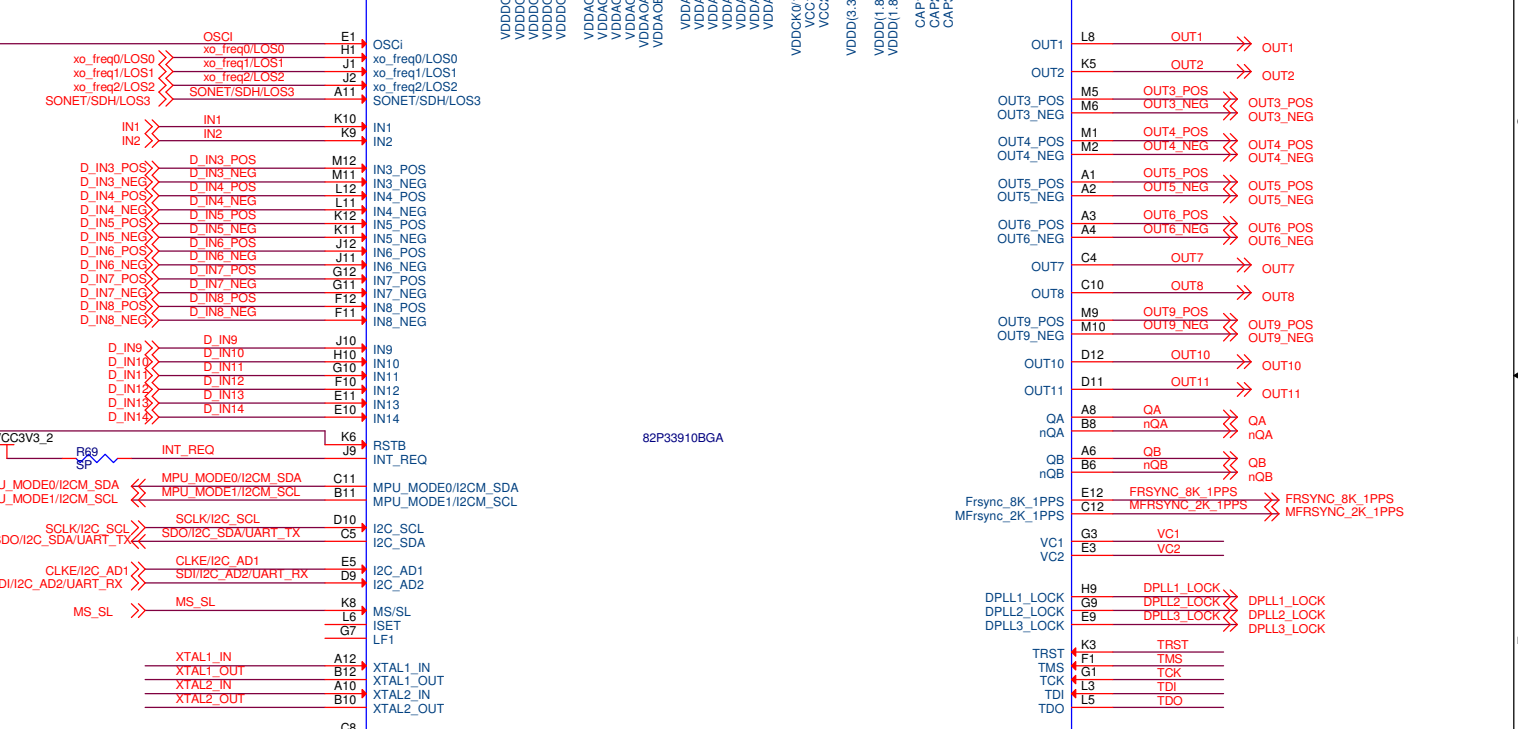 OSCI E1 OSCi
xo_freq0/LOS0 xo_freq0/LOS0 H1 xo_freq0/LOS0
xo_freq1/LOS1 xo_freq1/LOS1 J1 xo_freq1/LOS1
xo_freq2/LOS2 xo_freq2/LOS2 J2 xo_freq2/LOS2
SONET/SDH/LOS3 SONET/SDH/LOS3 A11 SONET/SDH/LOS3
IN1 IN1 K10 IN1
IN2 IN2 K9 IN2
D_IN3_POS D_IN3_POS M12 IN3_POS
D_IN3_NEG D_IN3_NEG M11 IN3_NEG
D_IN4_POS D_IN4_POS L12 IN4_POS
D_IN4_NEG D_IN4_NEG L11 IN4_NEG
D_IN5_POS D_IN5_POS K12 IN5_POS
D_IN5_NEG D_IN5_NEG K11 IN5_NEG
D_IN6_POS D_IN6_POS J12 IN6_POS
D_IN6_NEG D_IN6_NEG J11 IN6_NEG
D_IN7_POS D_IN7_POS G12 IN7_POS
D_IN7_NEG D_IN7_NEG G11 IN7_NEG
D_IN8_POS D_IN8_POS F12 IN8_POS
D_IN8_NEG D_IN8_NEG F11 IN8_NEG
D_IN9 D_IN9 J10 IN9
D_IN10 D_IN10 H10 IN10
D_IN11 D_IN11 G10 IN11
D_IN12 D_IN12 F10 IN12
D_IN13 D_IN13 E11 IN13
D_IN14 D_IN14 E10 IN14
CC3V3_2 K6 RSTB
R69 INT_REQ J9 INT_REQ
SP
U_MODE0/I2CM_SDA MPU_MODE0/I2CM_SDA C11 MPU_MODE0/I2CM_SDA
U_MODE1/I2CM_SCL MPU_MODE1/I2CM_SCL B11 MPU_MODE1/I2CM_SCL
SCLK/I2C_SCL SCLK/I2C_SCL D10 I2C_SCL
SDO/I2C_SDA/UART_TX SDO/I2C_SDA/UART_TX C5 I2C_SDA
CLKE/I2C_AD1 CLKE/I2C_AD1 E5 I2C_AD1
DI/I2C_AD2/UART_RX SDI/I2C_AD2/UART_RX D9 I2C_AD2
MS_SL MS_SL K8 MS/SL
L6 ISET
G7 LF1
XTAL1_IN A12 XTAL1_IN
XTAL1_OUT B12 XTAL1_OUT
XTAL2_IN A10 XTAL2_IN
XTAL2_OUT B10 XTAL2_OUT
C8
82P33910BGA
OUT1 L8 OUT1 OUT1
OUT2 K5 OUT2 OUT2
OUT3_POS M5 OUT3_POS OUT3_POS
OUT3_NEG M6 OUT3_NEG OUT3_NEG
OUT4_POS M1 OUT4_POS OUT4_POS
OUT4_NEG M2 OUT4_NEG OUT4_NEG
OUT5_POS A1 OUT5_POS OUT5_POS
OUT5_NEG A2 OUT5_NEG OUT5_NEG
OUT6_POS A3 OUT6_POS OUT6_POS
OUT6_NEG A4 OUT6_NEG OUT6_NEG
OUT7 C4 OUT7 OUT7
OUT8 C10 OUT8 OUT8
OUT9_POS M9 OUT9_POS OUT9_POS
OUT9_NEG M10 OUT9_NEG OUT9_NEG
OUT10 D12 OUT10 OUT10
OUT11 D11 OUT11 OUT11
QA A8 QA QA
nQA B8 nQA nQA
QB A6 QB QB
nQB B6 nQB nQB
Frsync_8K_1PPS E12 FRSYNC_8K_1PPS FRSYNC_8K_1PPS
MFrsync_2K_1PPS C12 MFRSYNC_2K_1PPS MFRSYNC_2K_1PPS
VC1 G3 VC1
VC2 E3 VC2
DPLL1_LOCK H9 DPLL1_LOCK DPLL1_LOCK
DPLL2_LOCK G9 DPLL2_LOCK DPLL2_LOCK
DPLL3_LOCK E9 DPLL3_LOCK DPLL3_LOCK
TRST K3 TRST
TMS F1 TMS
TCK G1 TCK
TDI L3 TDI
TDO L5 TDO